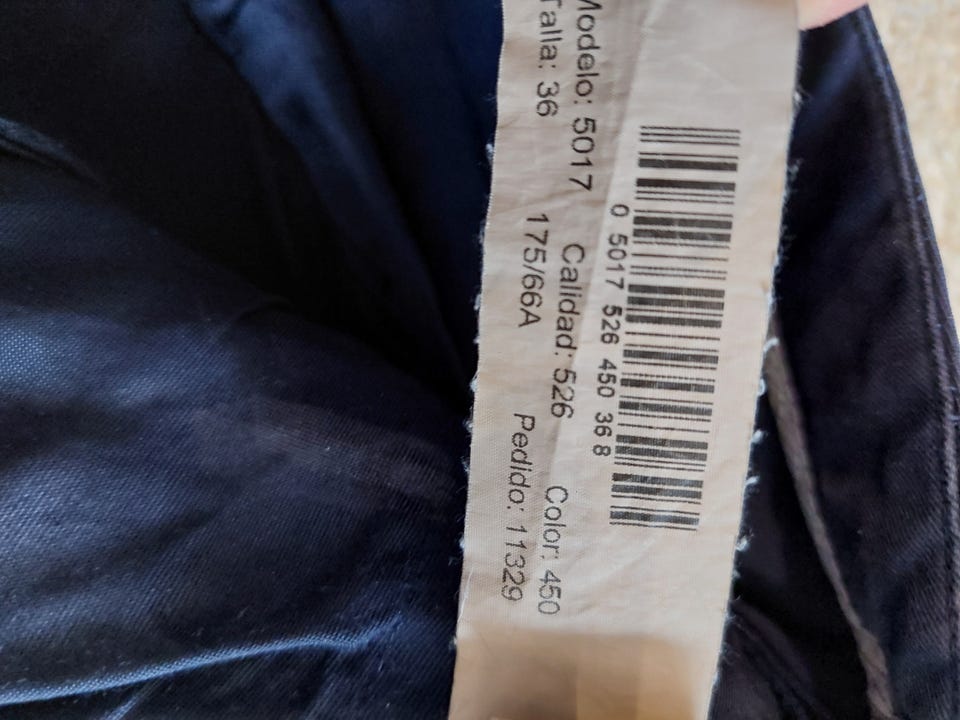 0 5017 526 450 36 8
Modelo: 5017 Calidad: 526 Color: 450
Talla: 36 175/66A Pedido: 11329